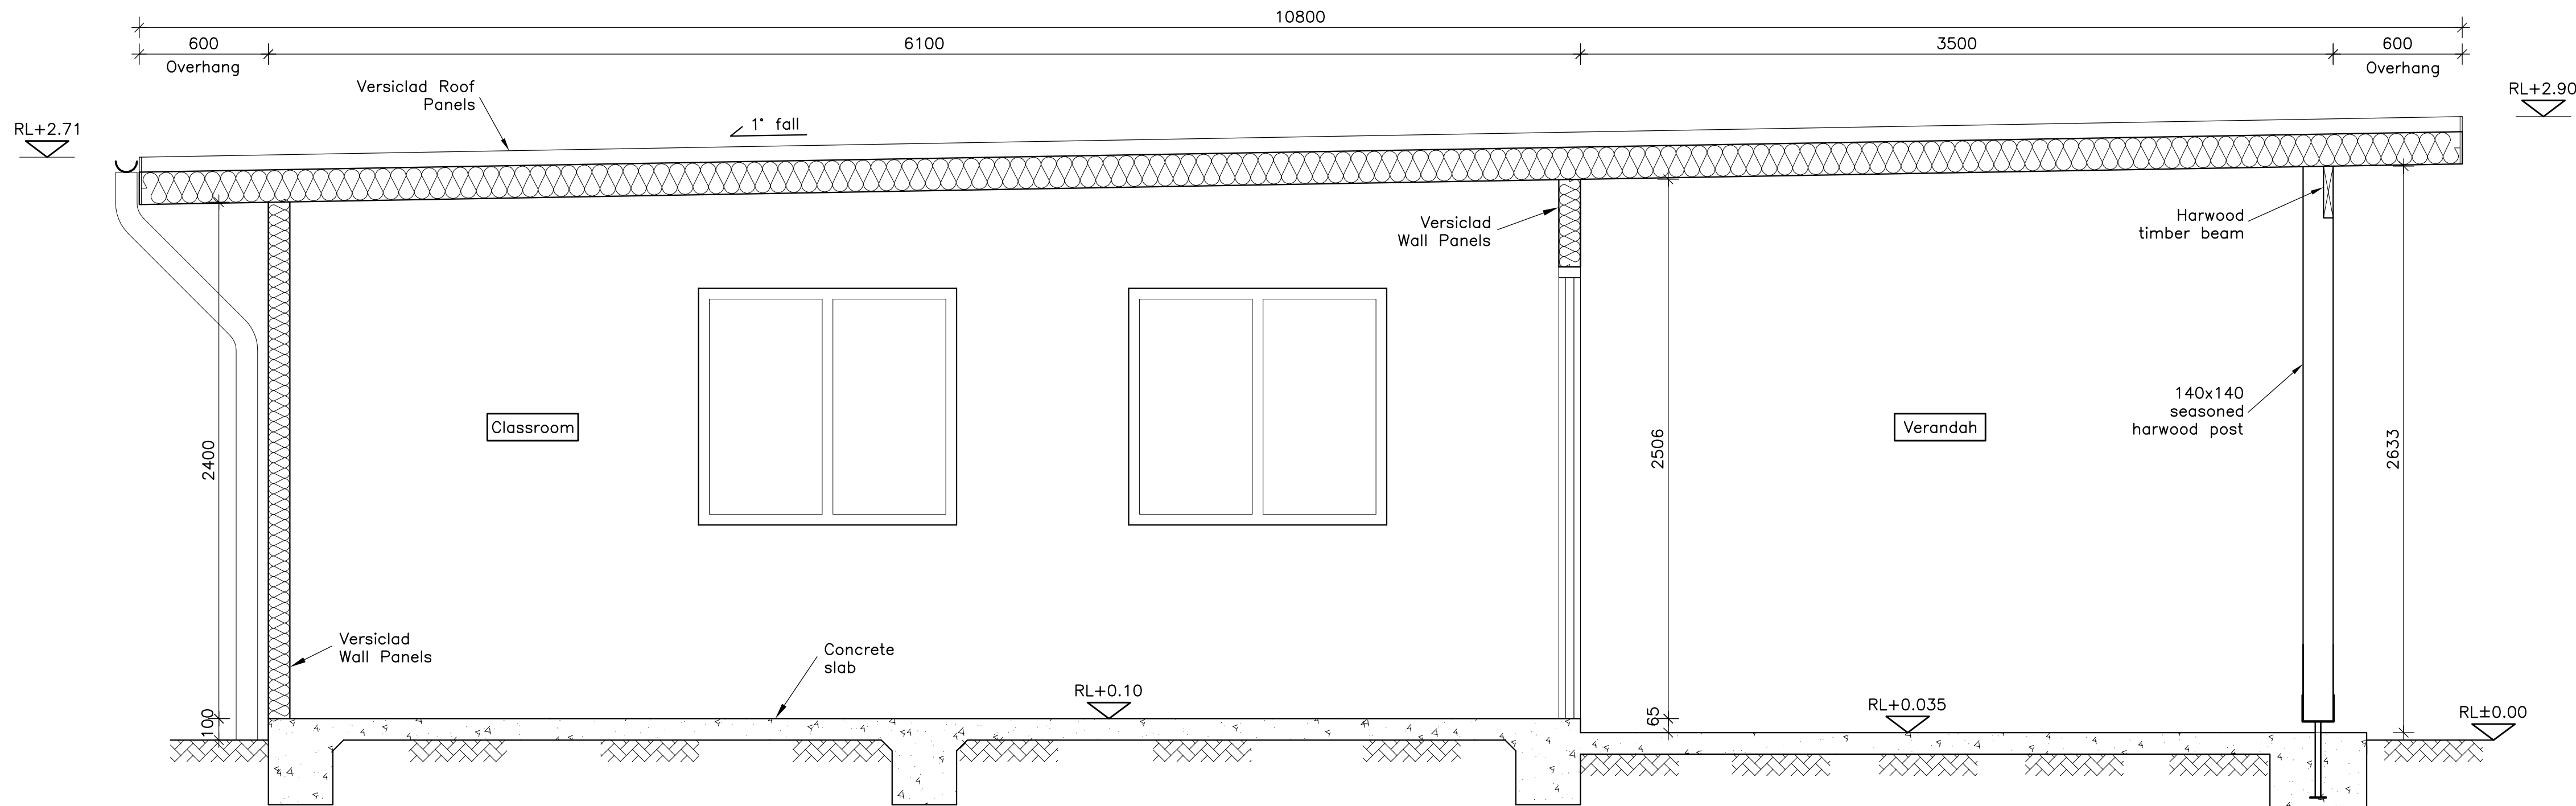 10800
600
6100
3500
600
Overhang
Overhang
Versiclad Roof
Panels
RL+2.90
RL+2.71
1° fall
Versiclad
Wall Panels
Harwood
timber beam
140x140
seasoned
harwood post
Classroom
Verandah
2400
2506
2633
Versiclad
Wall Panels
Concrete
slab
RL+0.10
RL+0.035
RL±0.00
100
65